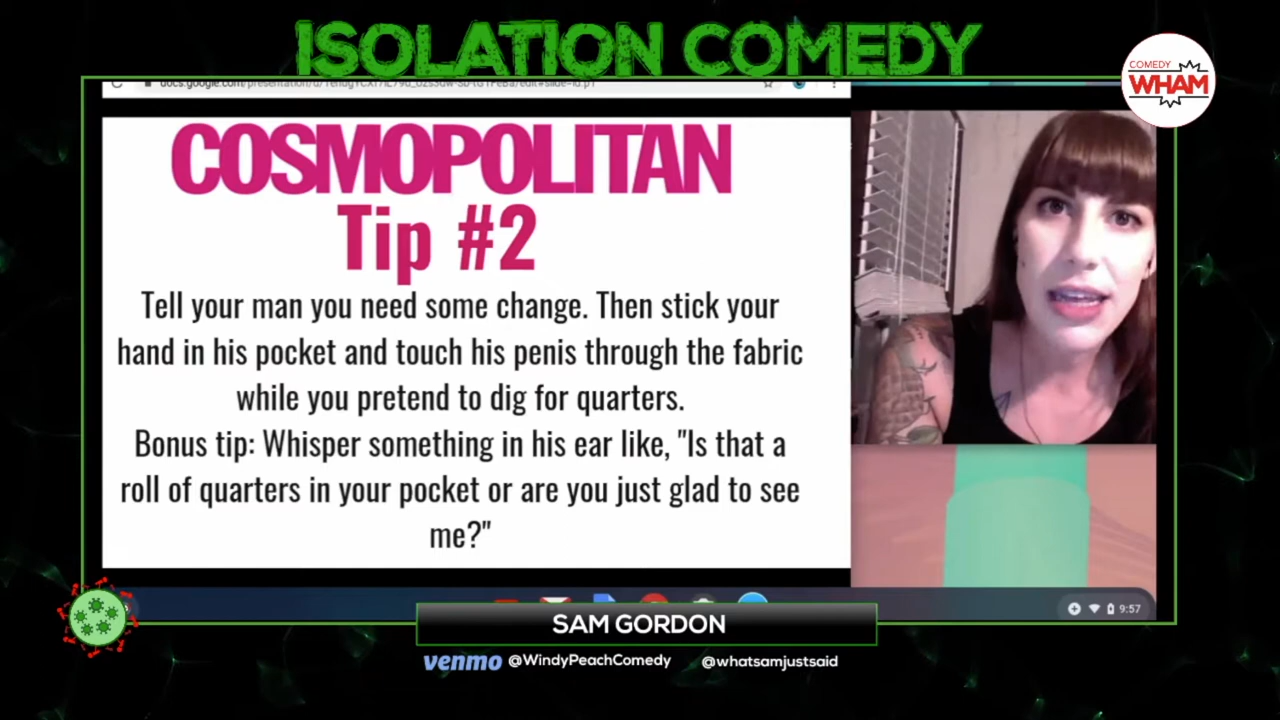 ISOLATION COMEDY
COMEDY
WHAM
COSMOPOLITAN
Tip #2
Tell your man you need some change. Then stick your
hand in his pocket and touch his penis through the fabric
while you pretend to dig for quarters.
Bonus tip: Whisper something in his ear like, "Is that a
roll of quarters in your pocket or are you just glad to see
me?"
9:57
SAM GORDON
venmo @WindyPeachComedy @whatsamjustsaid